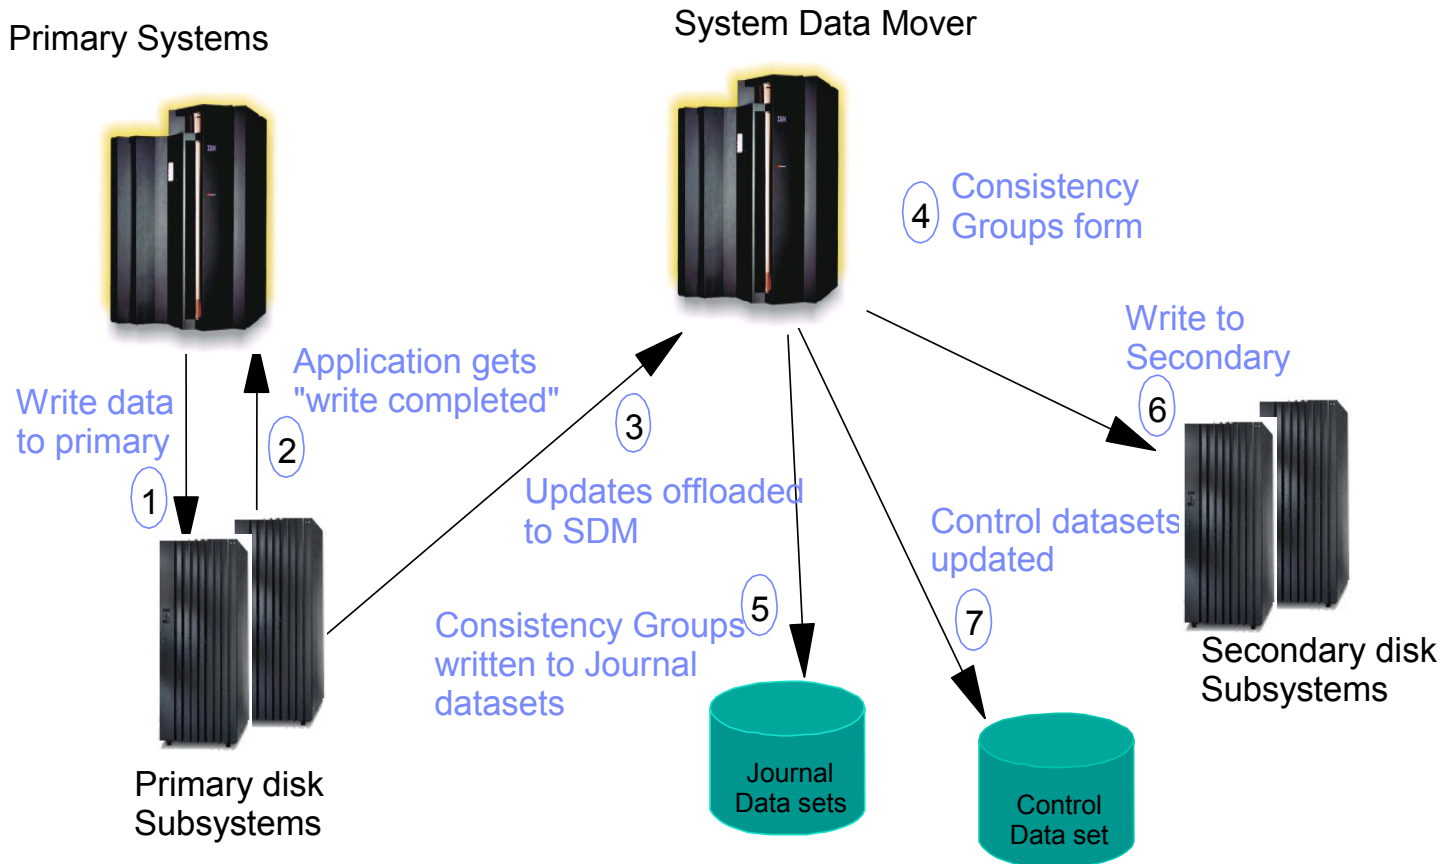 Primary Systems
System Data Mover
4
Consistency
Groups form
Write to
Secondary
6
Application gets
"write completed"
Write data
to primary
1
2
3
Updates offloaded
to SDM
Control datasets
updated
5
7
Consistency Groups
written to Journal
datasets
Secondary disk
Subsystems
Journal
Data sets
Control
Data set
Primary disk
Subsystems